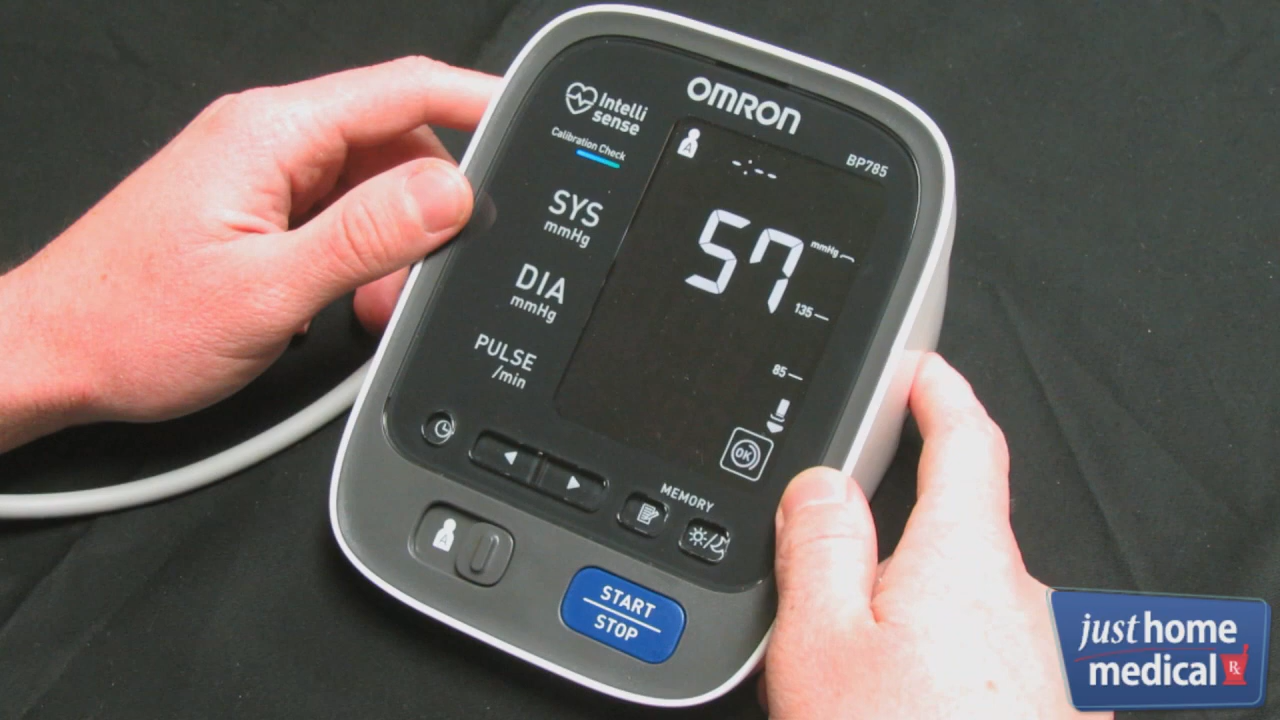 OMRON
Intelli
sense
Calibration Check
BP785
A
-:--
SYS
mmHg
57
mmHg
135
DIA
mmHg
85
PULSE
/min
OK
MEMORY
A
START
STOP
just home
medical
Rx